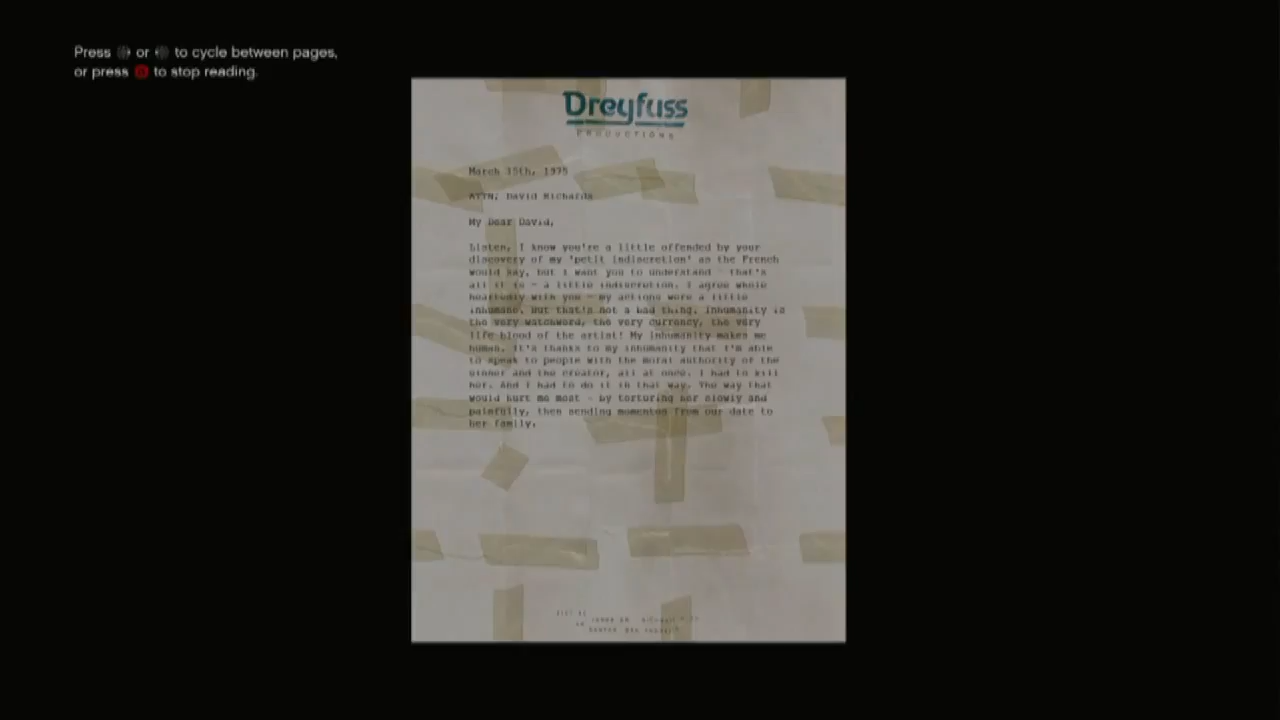 Press or to cycle between pages,
or press to stop reading.
Dreyfuss
PRODUCTIONS
March 15th, 1975
ATTN: David Richards
My Dear David,
Listen, I know you're a little offended by your
discovery of my 'petit indiscretion' as the French
would say, but I want you to understand - that's
all it is - a little indiscretion. I agree whole
heartedly with you - my actions were a little
inhumane. But that's not a bad thing. Inhumanity is
the very watchword, the very currency, the very
life blood of the artist! My inhumanity makes me
human. It's thanks to my inhumanity that I'm able
to speak to people with the moral authority of the
sinner and the creator, all at once. I had to kill
her. And I had to do it in that way. The way that
would hurt me most - by torturing her slowly and
painfully, then sending mementos from our date to
her family.